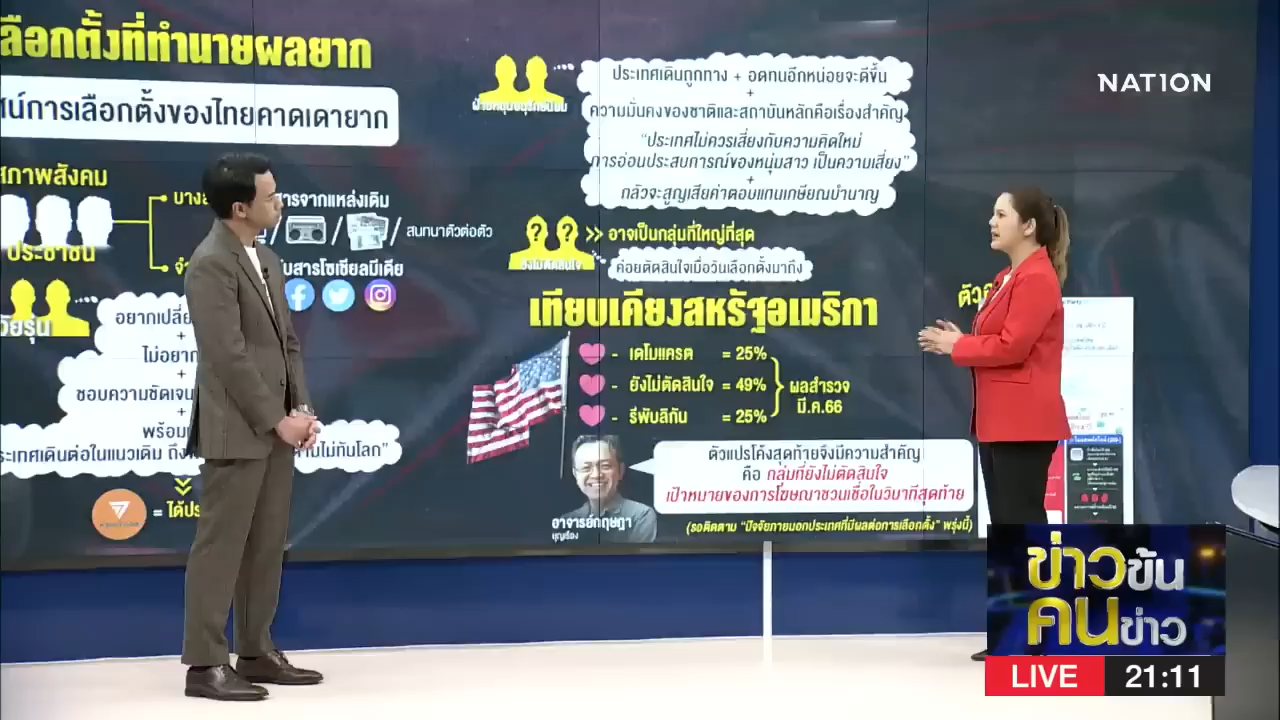 ลือกตั้งที่ทำนายผลยาก
น์การเลือกตั้งของไทยคาดเดายาก
สภาพสังคม
ประชาชน
สารจากแหล่งเดิม
/ / สนทนาตัวต่อตัว
รับสารโซเชียลมีเดีย
วัยรุ่น
ไม่อยาก
+
ชอบความชัดเจน
+
พร้อม
= ได้
ฝ่ายหนุนอนุรักษ์นิยม
ประเทศเดินถูกทาง + อดทนอีกหน่อยจะดีขึ้น
+
ความมั่นคงของชาติและสถาบันหลักคือเรื่องสำคัญ
“ประเทศไม่ควรเสี่ยงกับความคิดใหม่
การอ่อนประสบการณ์ของหนุ่มสาว เป็นความเสี่ยง”
+
กลัวจะสูญเสียค่าตอบแทนเกษียณบำนาญ
? ?
ยังไม่ตัดสินใจ
>> อาจเป็นกลุ่มที่ใหญ่ที่สุด
ค่อยตัดสินใจเมื่อวันเลือกตั้งมาถึง
เทียบเคียงสหรัฐอเมริกา
- เดโมแครต = 25%
- ยังไม่ตัดสินใจ = 49%
- รีพับลิกัน = 25%
ผลสำรวจ
มี.ค.66
ตัวแปรโค้งสุดท้ายจึงมีความสำคัญ
คือ กลุ่มที่ยังไม่ตัดสินใจ
เป้าหมายของการโฆษณาชวนเชื่อในวินาทีสุดท้าย
อาจารย์กฤษฎา
บุญเรือง
(รอติดตาม “ปัจจัยภายนอกประเทศที่มีผลต่อการเลือกตั้ง” พรุ่งนี้)
NATION
ข่าวข้น
คนข่าว
LIVE 21:11